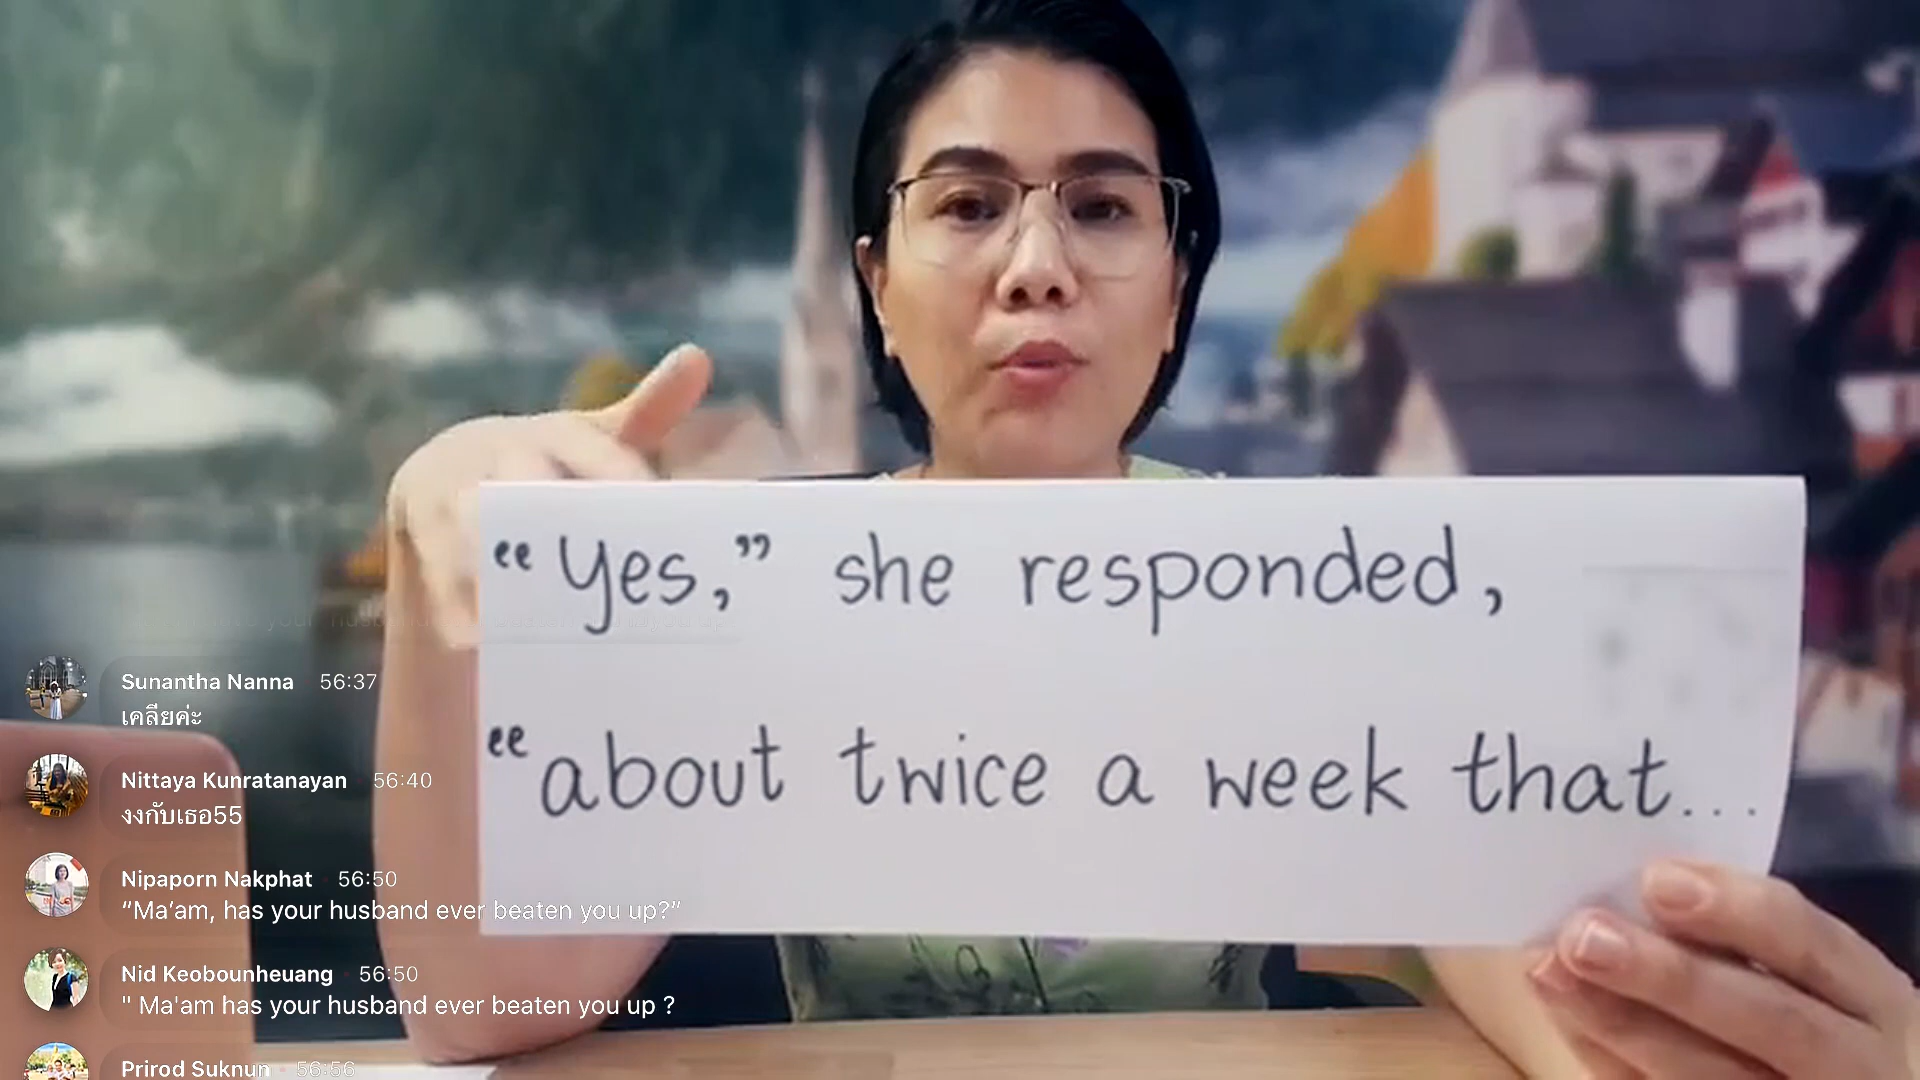 “Yes,” she responded,
“about twice a week that...
Sunantha Nanna 56:37
เคลียค่ะ
Nittaya Kunratanayan 56:40
งงกับเธอ55
Nipaporn Nakphat 56:50
“Ma’am, has your husband ever beaten you up?”
Nid Keobounheuang 56:50
" Ma'am has your husband ever beaten you up ?
Prirod Suknun 56:56